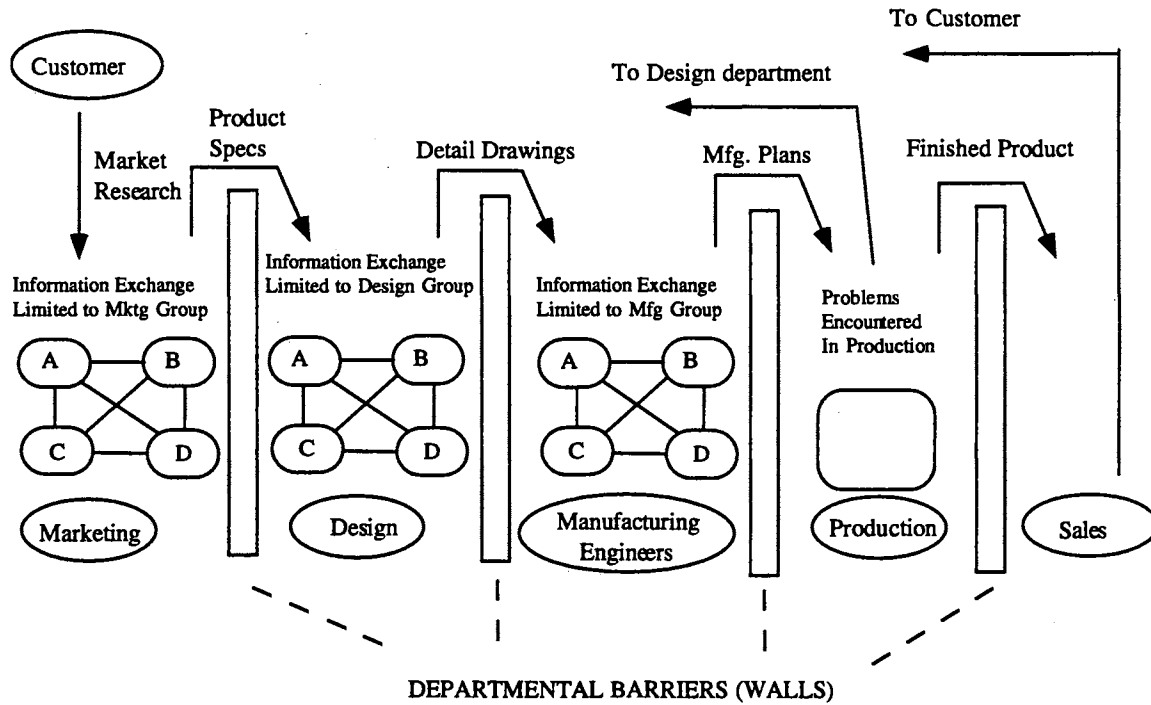 To Customer
Customer
To Design department
Product
Specs
Market
Research
Detail Drawings
Mfg. Plans
Finished Product
Information Exchange
Limited to Mktg Group
Information Exchange
Limited to Design Group
Information Exchange
Limited to Mfg Group
Problems
Encountered
In Production
A B
C D
A B
C D
A B
C D
Marketing
Design
Manufacturing
Engineers
Production
Sales
DEPARTMENTAL BARRIERS (WALLS)